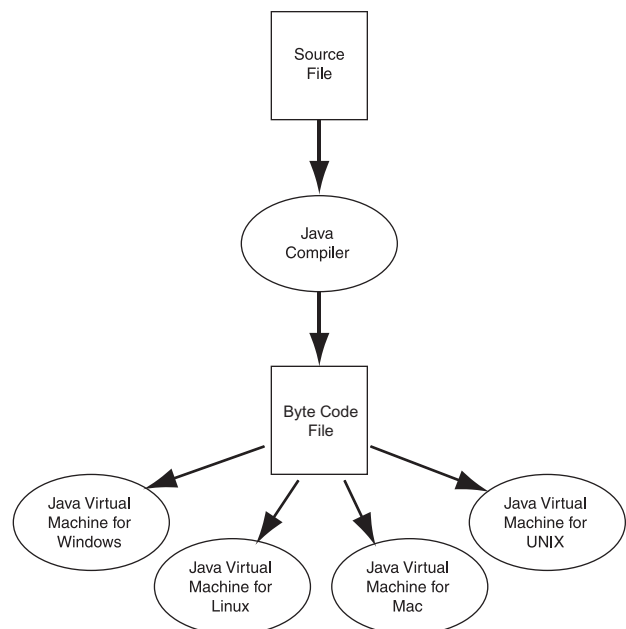 Source
File
Java
Compiler
Byte Code
File
Java Virtual
Machine for
Windows
Java Virtual
Machine for
Linux
Java Virtual
Machine for
Mac
Java Virtual
Machine for
UNIX